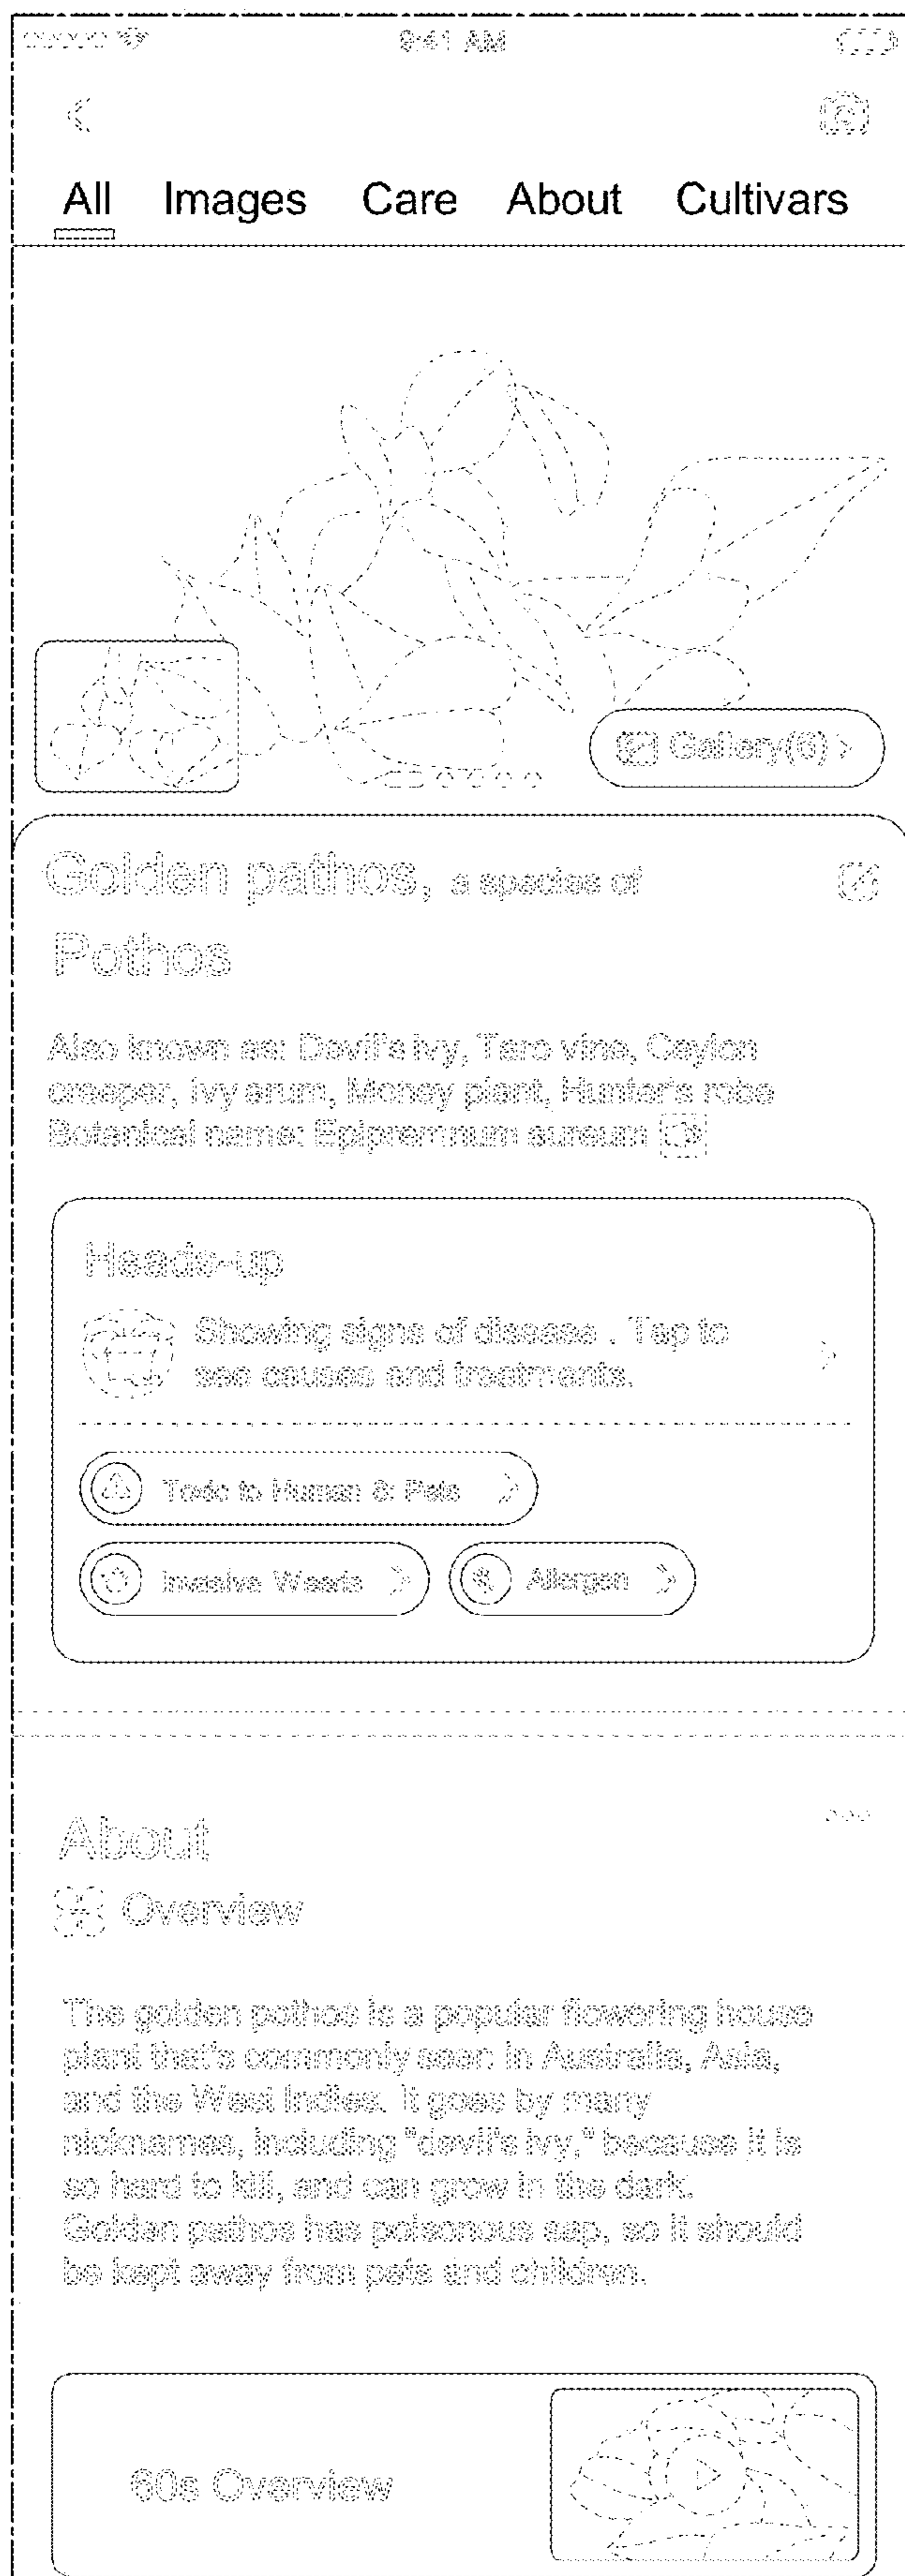 9:41 AM
All Images Care About Cultivars
Gallery(6)
Golden pathos, a species of
Pothos
Also known as: Devil's ivy, Taro vine, Ceylon
creeper, Ivy arum, Money plant, Hunter's robe
Botanical name: Epipremnum aureum
Heads-up
Showing signs of disease . Tap to
see causes and treatments.
Toxic to Human & Pets
Invasive Weeds Allergen
About
Overview
The golden pothos is a popular flowering house
plant that's commonly seen in Australia, Asia,
and the West Indies. It goes by many
nicknames, including "devil's ivy," because it is
so hard to kill, and can grow in the dark.
Golden pathos has poisonous sap, so it should
be kept away from pets and children.
60s Overview